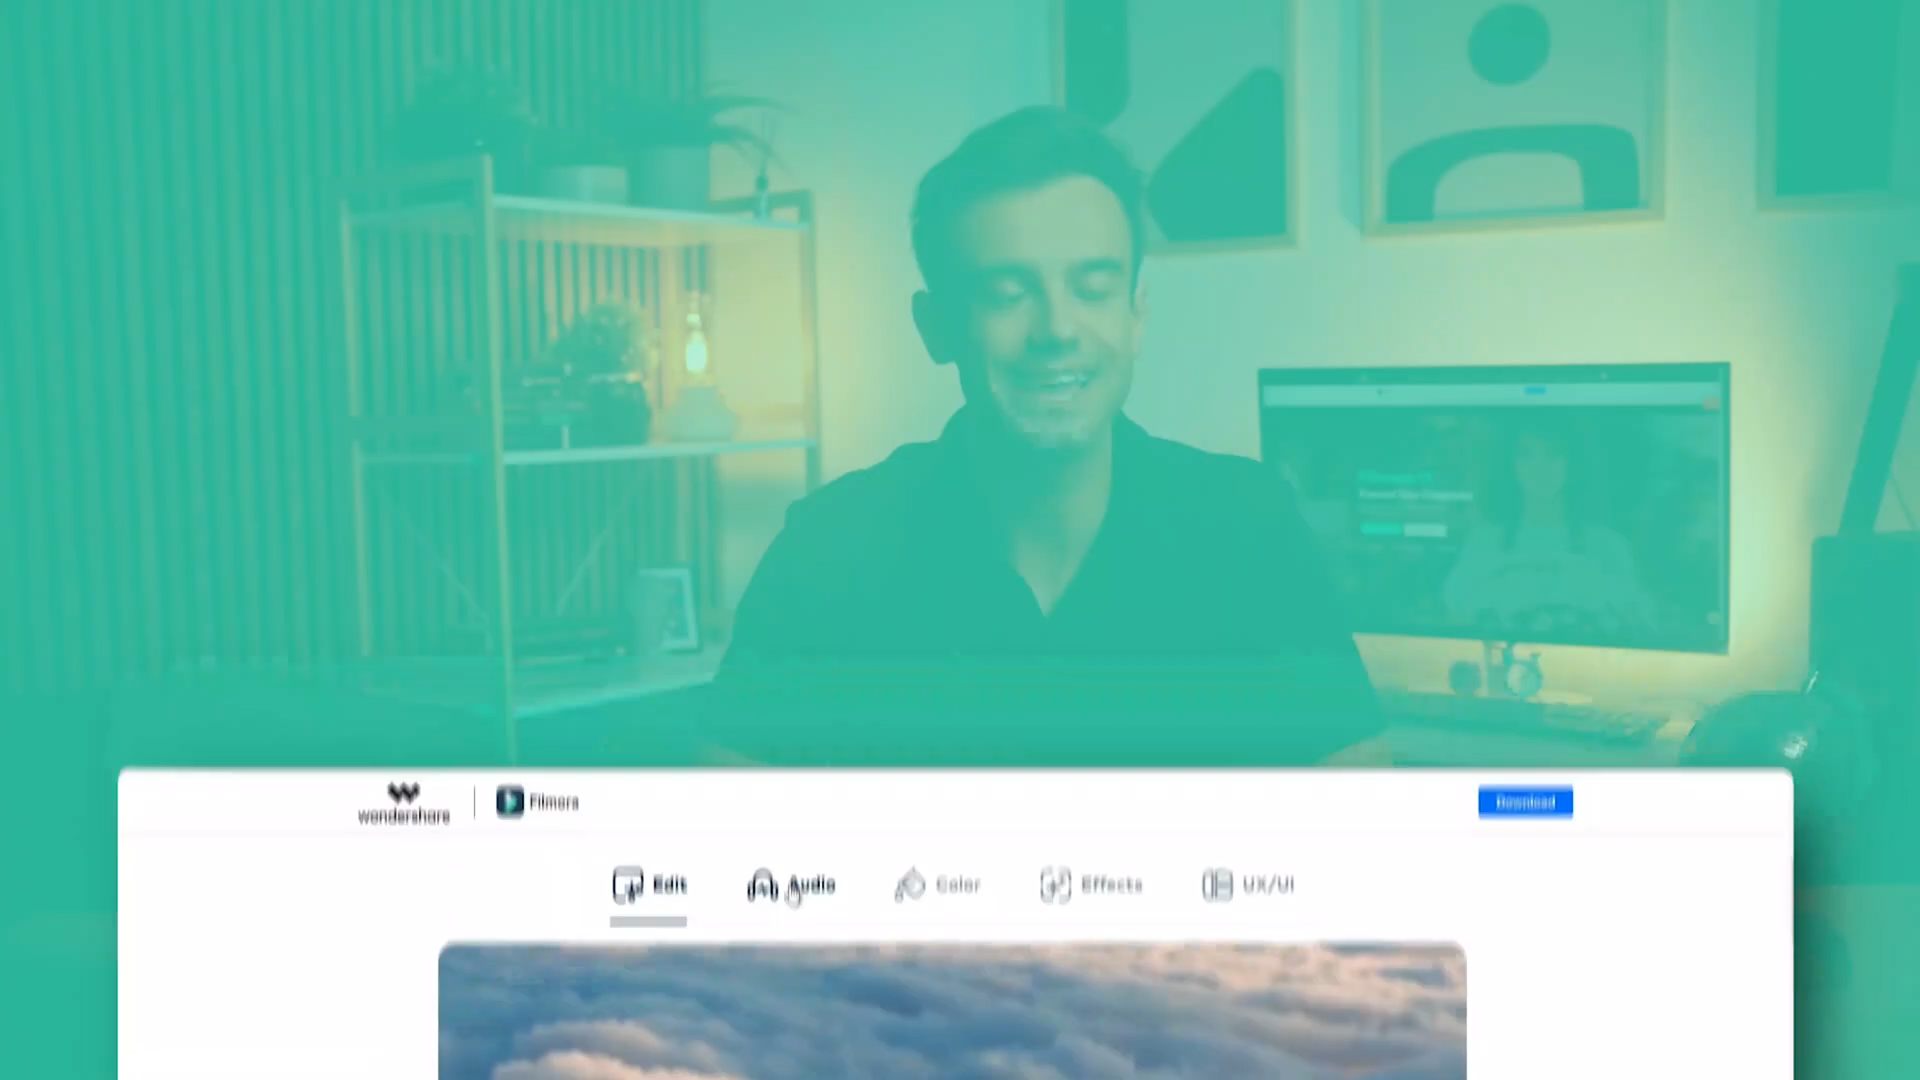 wondershare
Filmora
Download
Edit
Audio
Color
Effects
UX/UI